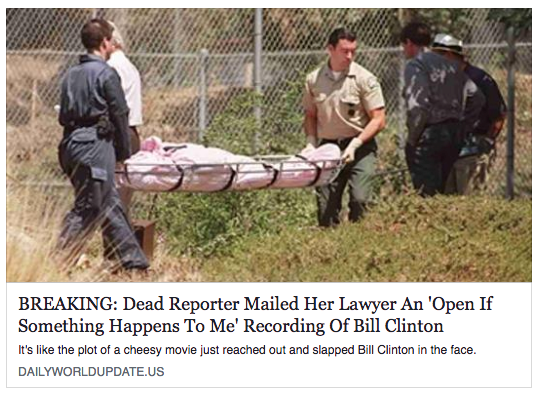 BREAKING: Dead Reporter Mailed Her Lawyer An 'Open If
Something Happens To Me' Recording Of Bill Clinton
It's like the plot of a cheesy movie just reached out and slapped Bill Clinton in the face.
DAILYWORLDUPDATE.US